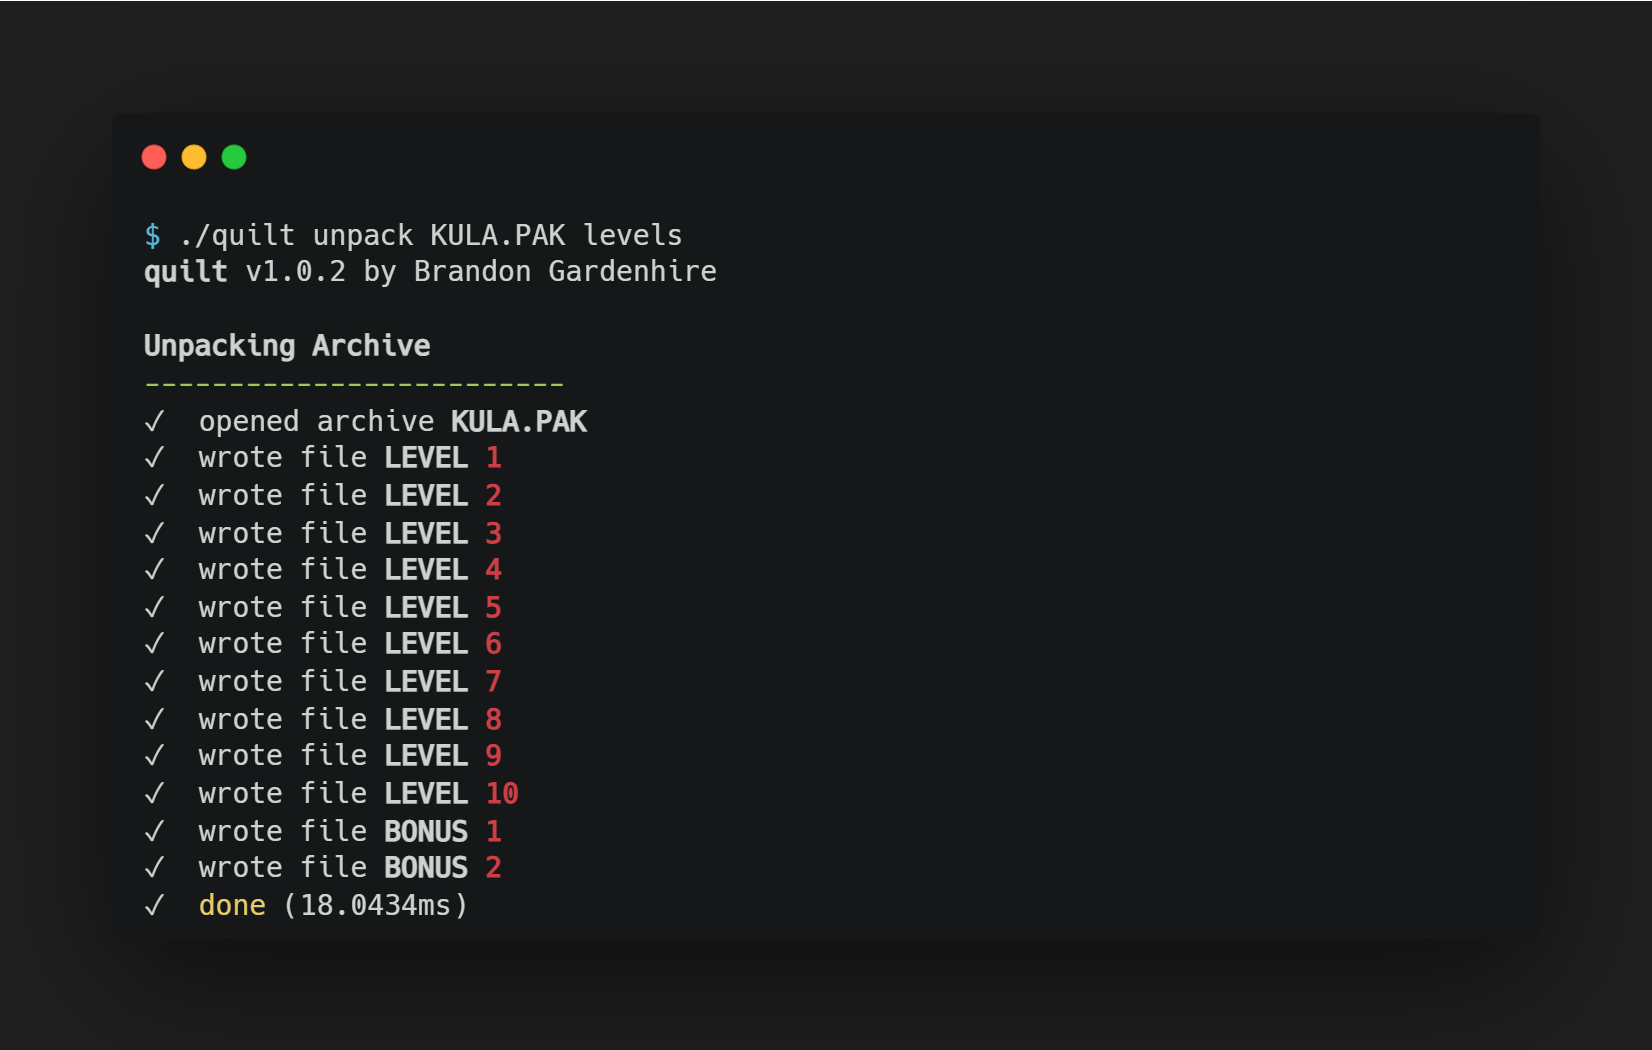 $ ./quilt unpack KULA.PAK levels
quilt v1.0.2 by Brandon Gardenhire
Unpacking Archive
-------------------------
✓ opened archive KULA.PAK
✓ wrote file LEVEL 1
✓ wrote file LEVEL 2
✓ wrote file LEVEL 3
✓ wrote file LEVEL 4
✓ wrote file LEVEL 5
✓ wrote file LEVEL 6
✓ wrote file LEVEL 7
✓ wrote file LEVEL 8
✓ wrote file LEVEL 9
✓ wrote file LEVEL 10
✓ wrote file BONUS 1
✓ wrote file BONUS 2
✓ done (18.0434ms)